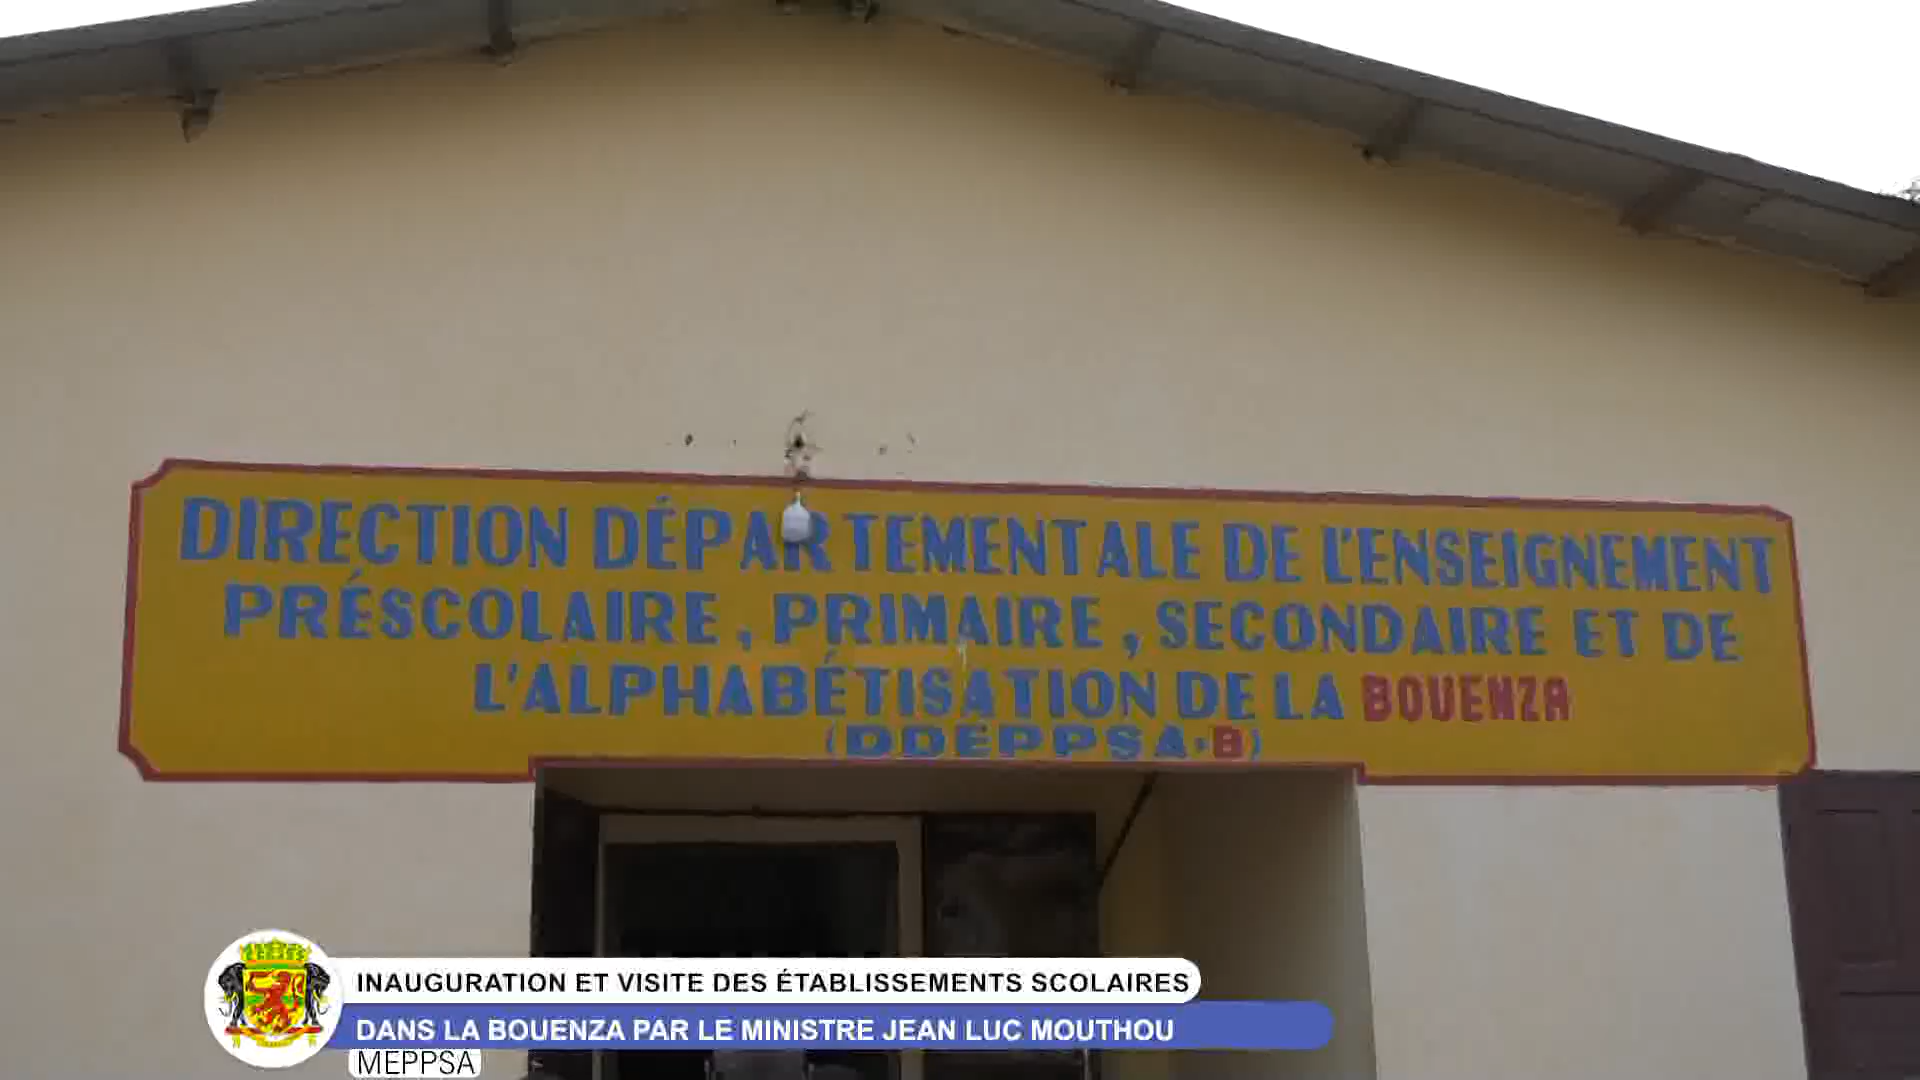 DIRECTION DÉPARTEMENTALE DE L'ENSEIGNEMENT
PRÉSCOLAIRE, PRIMAIRE, SECONDAIRE ET DE
L'ALPHABÉTISATION DE LA BOUENZA
(DDEPPSA-B)
INAUGURATION ET VISITE DES ÉTABLISSEMENTS SCOLAIRES
DANS LA BOUENZA PAR LE MINISTRE JEAN LUC MOUTHOU
MEPPSA